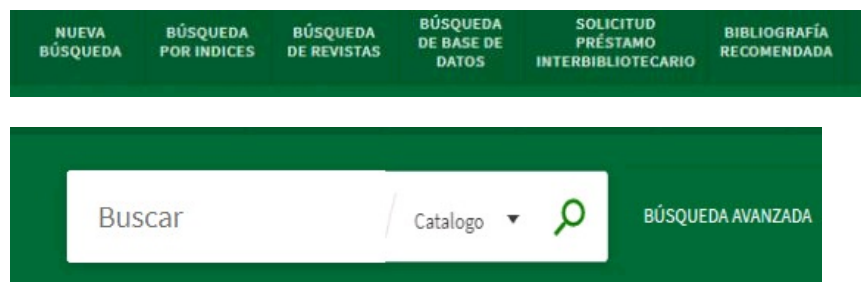 NUEVA BÚSQUEDA
BÚSQUEDA POR INDICES
BÚSQUEDA DE REVISTAS
BÚSQUEDA DE BASE DE DATOS
SOLICITUD PRÉSTAMO INTERBIBLIOTECARIO
BIBLIOGRAFÍA RECOMENDADA
Buscar
Catalogo
BÚSQUEDA AVANZADA